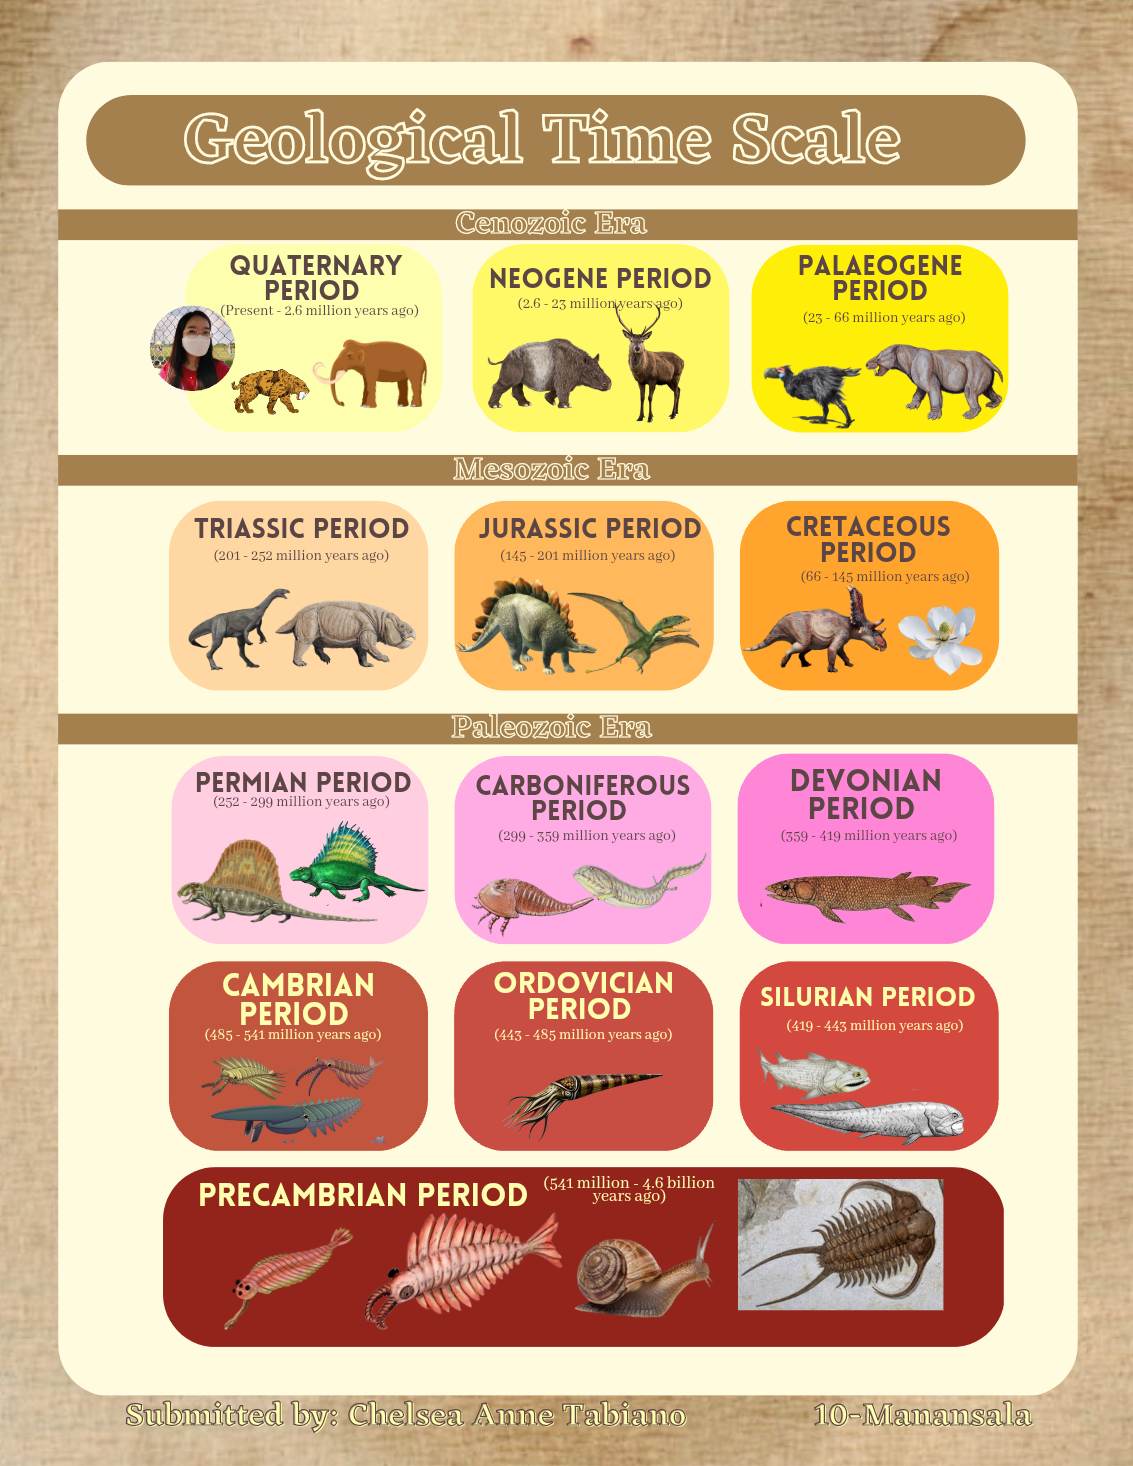 Geological Time Scale
Cenozoic Era
QUATERNARY
PERIOD
(Present - 2.6 million years ago)
NEOGENE PERIOD
(2.6 - 23 million years ago)
PALAEOGENE
PERIOD
(23 - 66 million years ago)
Mesozoic Era
TRIASSIC PERIOD
(201 - 252 million years ago)
JURASSIC PERIOD
(145 - 201 million years ago)
CRETACEOUS
PERIOD
(66 - 145 million years ago)
Paleozoic Era
PERMIAN PERIOD
(252 - 299 million years ago)
CARBONIFEROUS
PERIOD
(299 - 359 million years ago)
DEVONIAN
PERIOD
(359 - 419 million years ago)
CAMBRIAN
PERIOD
(485 - 541 million years ago)
ORDOVICIAN
PERIOD
(443 - 485 million years ago)
SILURIAN PERIOD
(419 - 443 million years ago)
PRECAMBRIAN PERIOD
(541 million - 4.6 billion
years ago)
Submitted by: Chelsea Anne Tabiano
10-Manansala